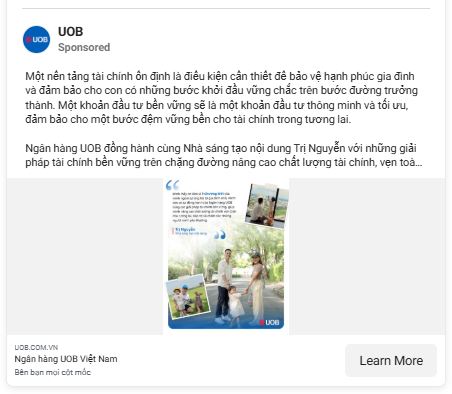 UOB
UOB
Sponsored
Một nền tảng tài chính ổn định là điều kiện cần thiết để bảo vệ hạnh phúc gia đình
và đảm bảo cho con có những bước khởi đầu vững chắc trên bước đường trưởng
thành. Một khoản đầu tư bền vững sẽ là một khoản đầu tư thông minh và tối ưu,
đảm bảo một bước đệm vững bền cho tài chính trong tương lai.
Ngân hàng UOB đồng hành cùng Nhà sáng tạo nội dung Trị Nguyễn với những giải
pháp tài chính bền vững trên chặng đường nâng cao chất lượng tài chính, vẹn toà...
Trị Nguyễn
Nhà sáng tạo nội dung
UOB
UOB.COM.VN
Ngân hàng UOB Việt Nam
Bên bạn mọi cột mốc
Learn More